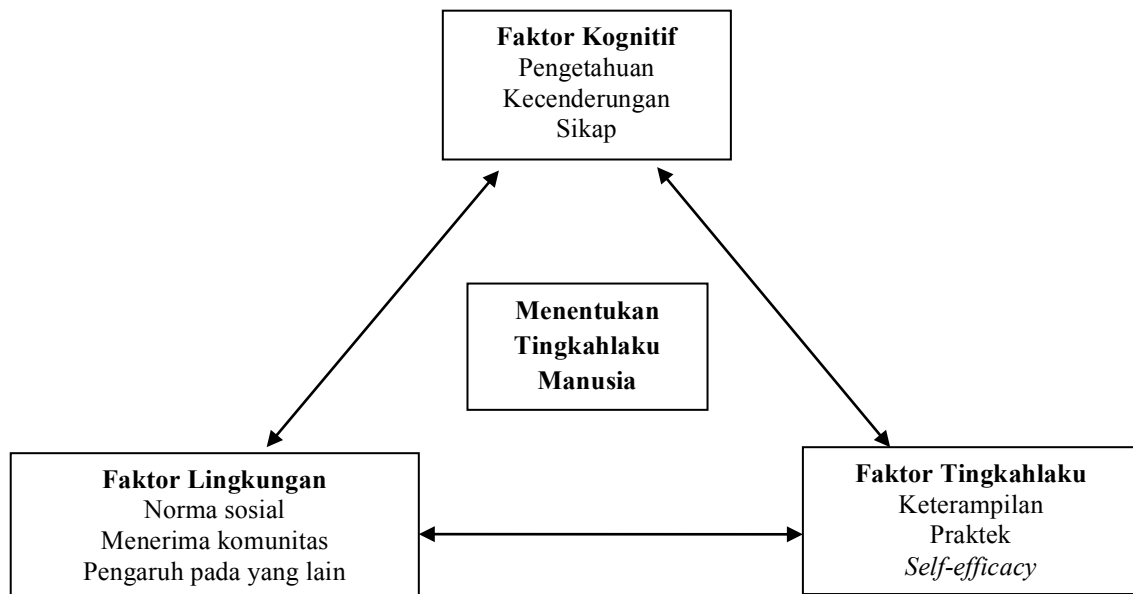 Faktor Kognitif
Pengetahuan
Kecenderungan
Sikap
Menentukan
Tingkahlaku
Manusia
Faktor Lingkungan
Norma sosial
Menerima komunitas
Pengaruh pada yang lain
Faktor Tingkahlaku
Keterampilan
Praktek
Self-efficacy